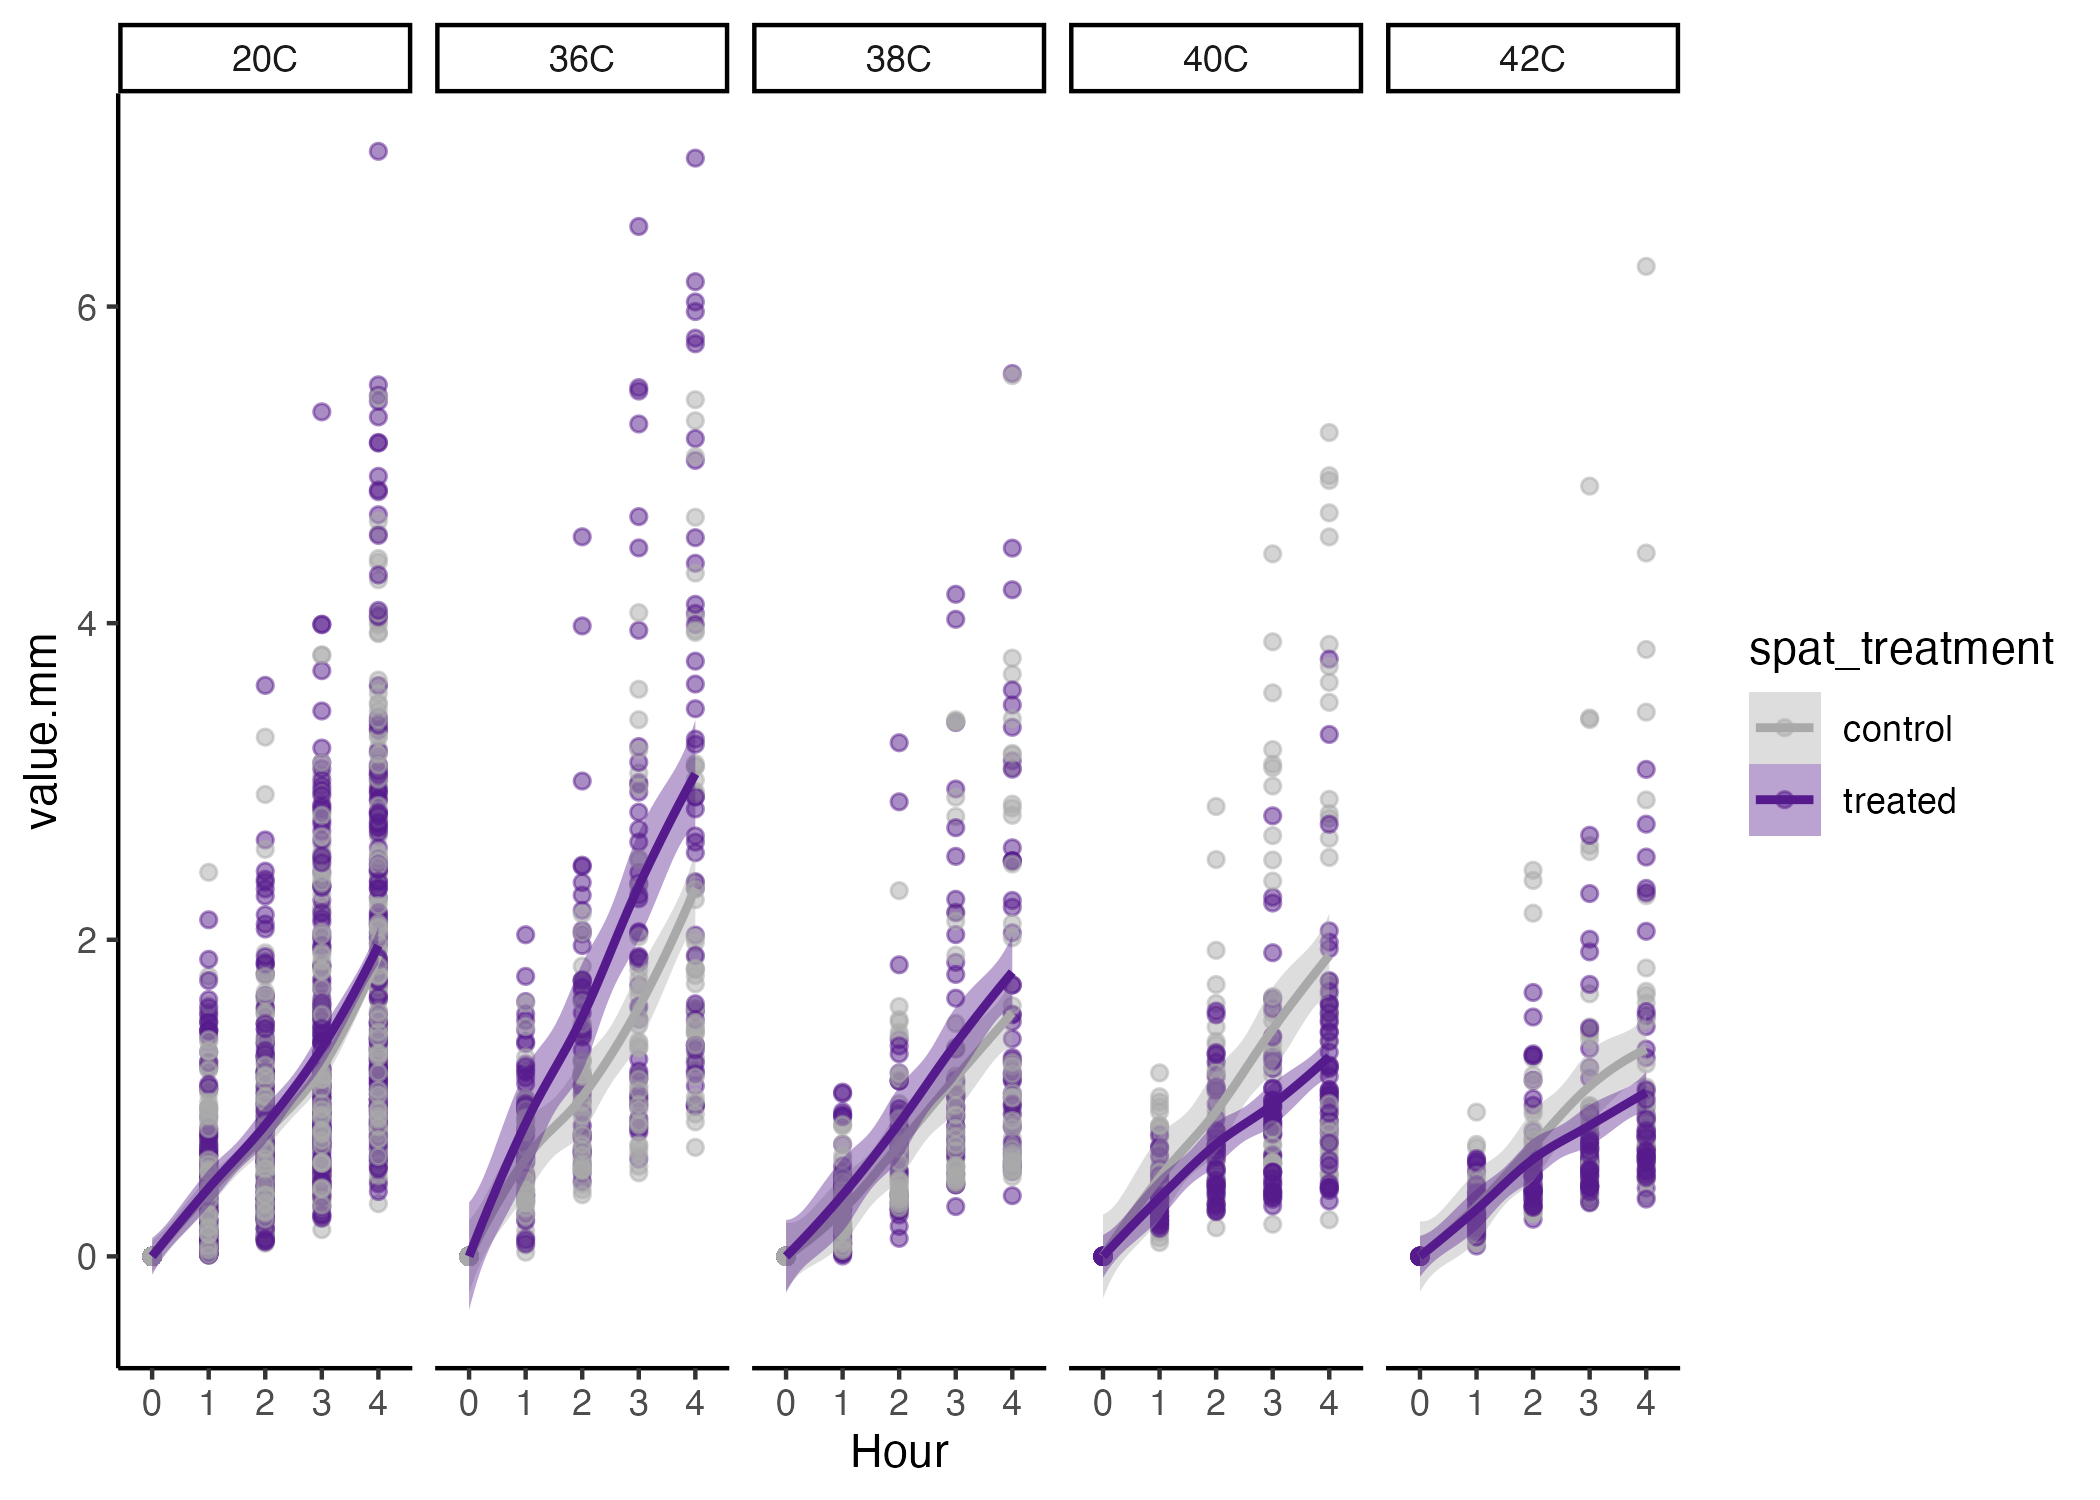 20C 36C 38C 40C 42C
6
4
2
0
value.mm
0 1 2 3 4 0 1 2 3 4 0 1 2 3 4 0 1 2 3 4 0 1 2 3 4
Hour
spat_treatment
control
treated